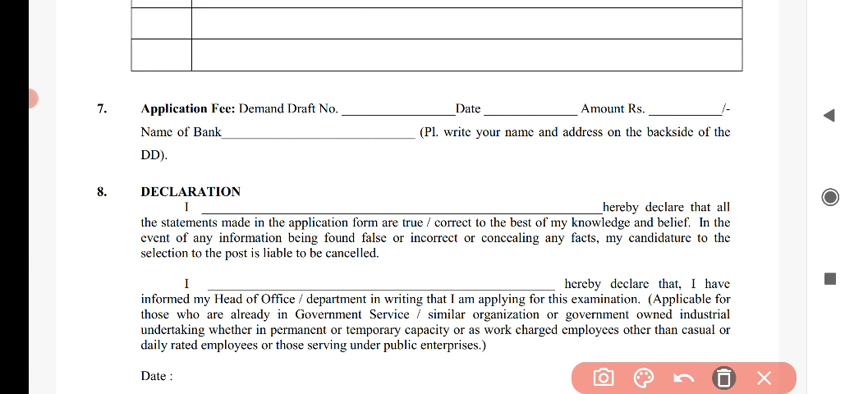 7. Application Fee: Demand Draft No. ________________Date ______________ Amount Rs. ___________/-
Name of Bank____________________________ (Pl. write your name and address on the backside of the
DD).
8. DECLARATION
I __________________________________________________________hereby declare that all
the statements made in the application form are true / correct to the best of my knowledge and belief. In the
event of any information being found false or incorrect or concealing any facts, my candidature to the
selection to the post is liable to be cancelled.
I __________________________________________________ hereby declare that, I have
informed my Head of Office / department in writing that I am applying for this examination. (Applicable for
those who are already in Government Service / similar organization or government owned industrial
undertaking whether in permanent or temporary capacity or as work charged employees other than casual or
daily rated employees or those serving under public enterprises.)
Date :